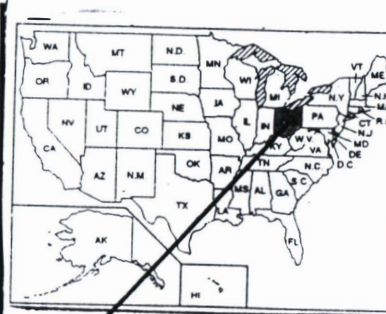 WA MT N.D. MN VT ME
OR ID S.D. WI MI N.Y N.
WY NE IA IL IN PA M
NV UT CO KS MO KY W.V. VA CT R.
CA AZ N.M OK AR TN N.C. N.J
MD
DE
D.C
TX LA MS AL GA S.C
FL
AK HI